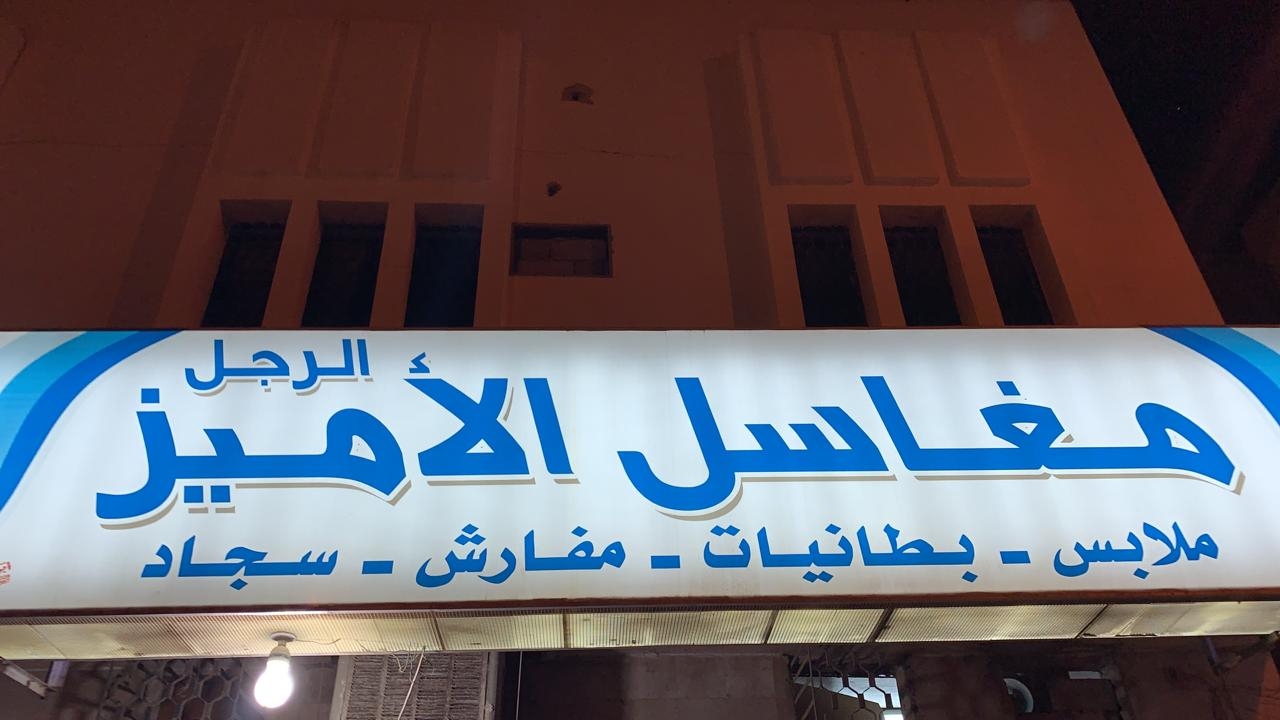 مغاسل الأميز
الرجل
ملابس - بطانيات - مفارش - سجاد